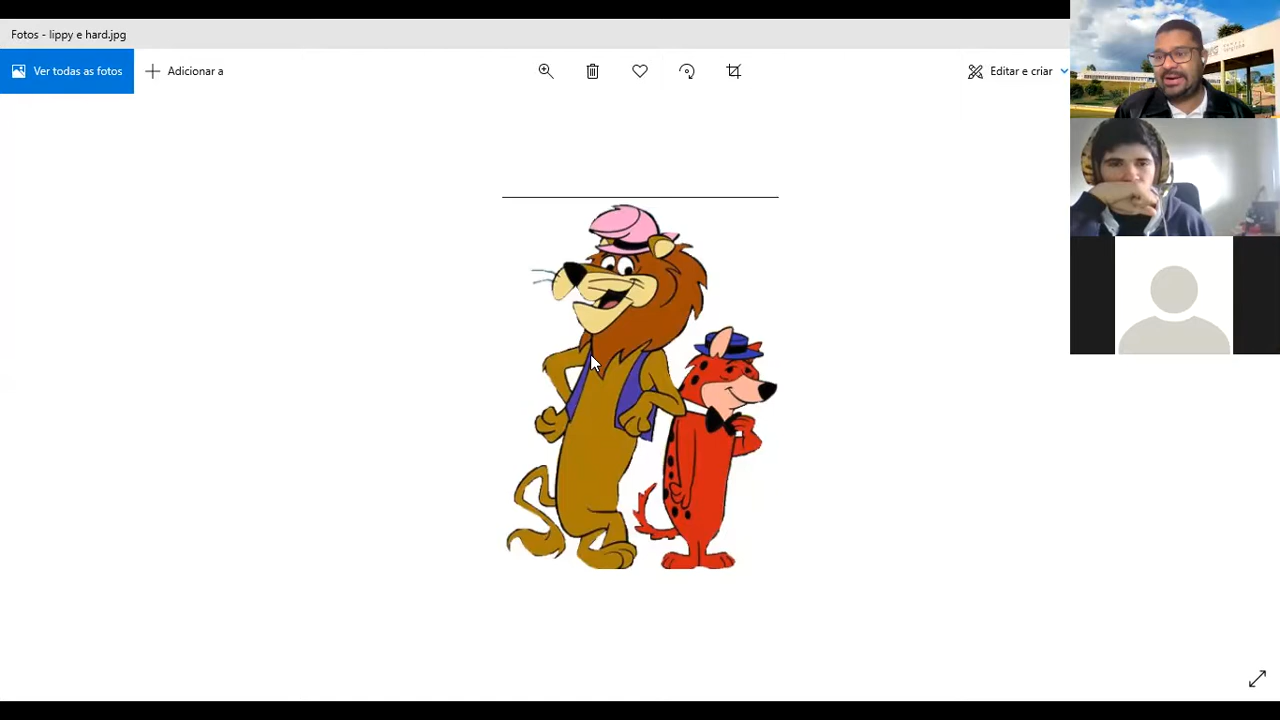 Fotos - lippy e hard.jpg
Ver todas as fotos
Adicionar a
Editar e criar